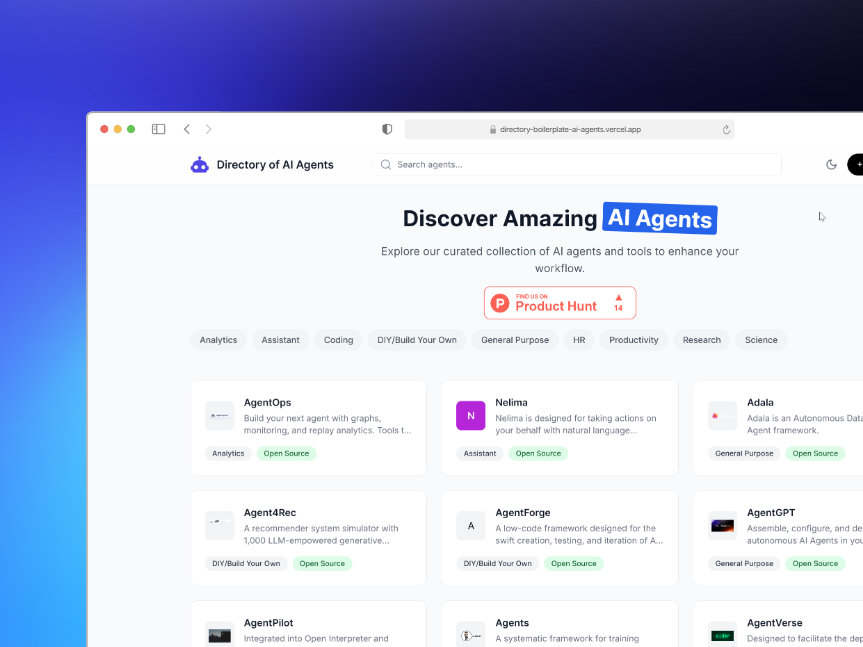 directory-boilerplate-ai-agents.vercel.app
Directory of AI Agents
Search agents...
+
Discover Amazing AI Agents
Explore our curated collection of AI agents and tools to enhance your
workflow.
P
FIND US ON
Product Hunt
▲
14
Analytics
Assistant
Coding
DIY/Build Your Own
General Purpose
HR
Productivity
Research
Science
AgentOps
Build your next agent with graphs,
monitoring, and replay analytics. Tools t...
Analytics
Open Source
N
Nelima
Nelima is designed for taking actions on
your behalf with natural language...
Assistant
Open Source
Adala
Adala is an Autonomous Data
Agent framework.
General Purpose
Open Source
Agent4Rec
A recommender system simulator with
1,000 LLM-empowered generative...
DIY/Build Your Own
Open Source
A
AgentForge
A low-code framework designed for the
swift creation, testing, and iteration of A...
DIY/Build Your Own
Open Source
AgentGPT
Assemble, configure, and de
autonomous AI Agents in you
General Purpose
Open Source
AgentPilot
Integrated into Open Interpreter and
Agents
A systematic framework for training
AgentVerse
Designed to facilitate the dep